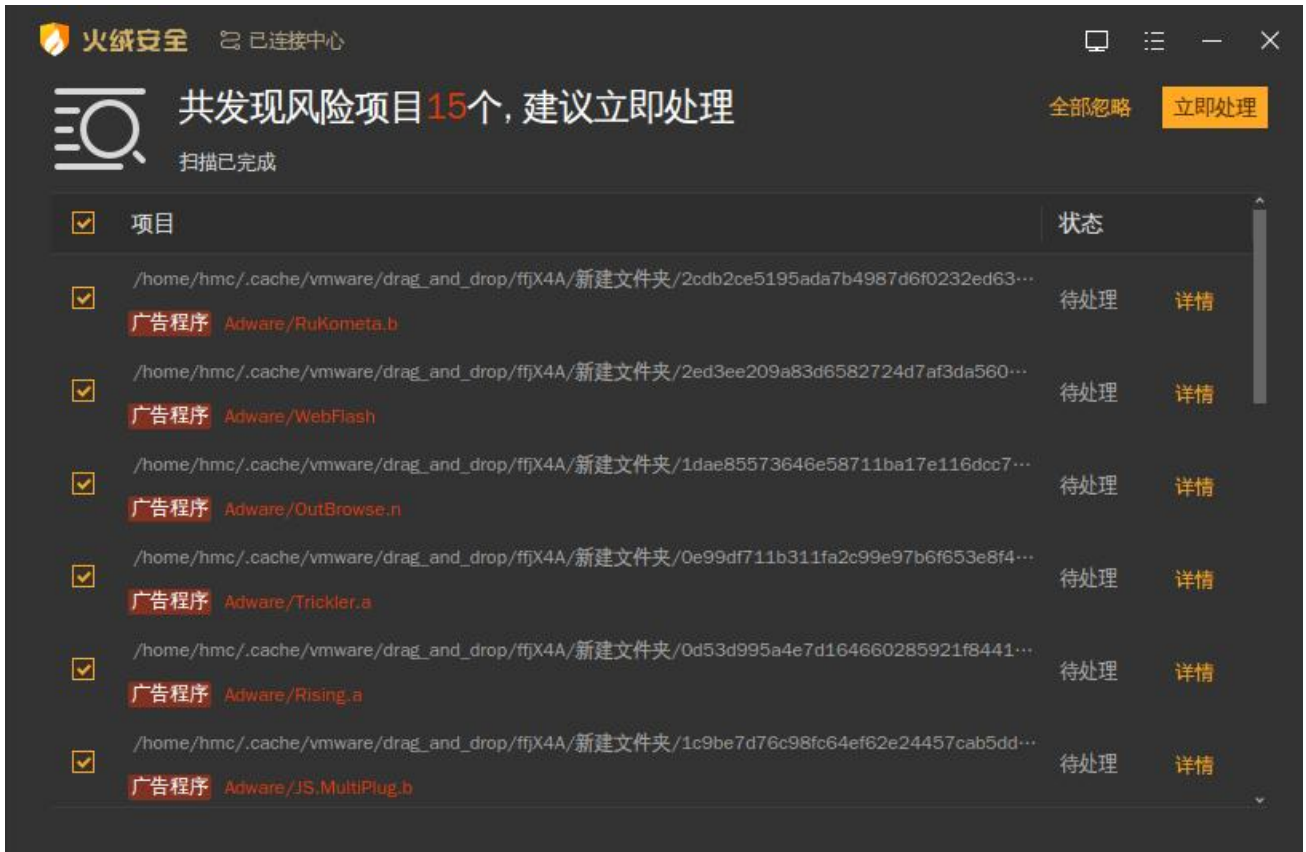 火绒安全 已连接中心
共发现风险项目15个, 建议立即处理
全部忽略 立即处理
扫描已完成
项目 状态
/home/hmc/.cache/vmware/drag_and_drop/ffjX4A/新建文件夹/2cdb2ce5195ada7b4987d6f0232ed63…
待处理 详情
广告程序 Adware/RuKometa.b
/home/hmc/.cache/vmware/drag_and_drop/ffjX4A/新建文件夹/2ed3ee209a83d6582724d7af3da560…
待处理 详情
广告程序 Adware/WebFlash
/home/hmc/.cache/vmware/drag_and_drop/ffjX4A/新建文件夹/1dae85573646e58711ba17e116dcc7…
待处理 详情
广告程序 Adware/OutBrowse.n
/home/hmc/.cache/vmware/drag_and_drop/ffjX4A/新建文件夹/0e99df711b311fa2c99e97b6f653e8f4…
待处理 详情
广告程序 Adware/Trickler.a
/home/hmc/.cache/vmware/drag_and_drop/ffjX4A/新建文件夹/0d53d995a4e7d164660285921f8441…
待处理 详情
广告程序 Adware/Rising.a
/home/hmc/.cache/vmware/drag_and_drop/ffjX4A/新建文件夹/1c9be7d76c98fc64ef62e24457cab5dd…
待处理 详情
广告程序 Adware/JS.MultiPlug.b